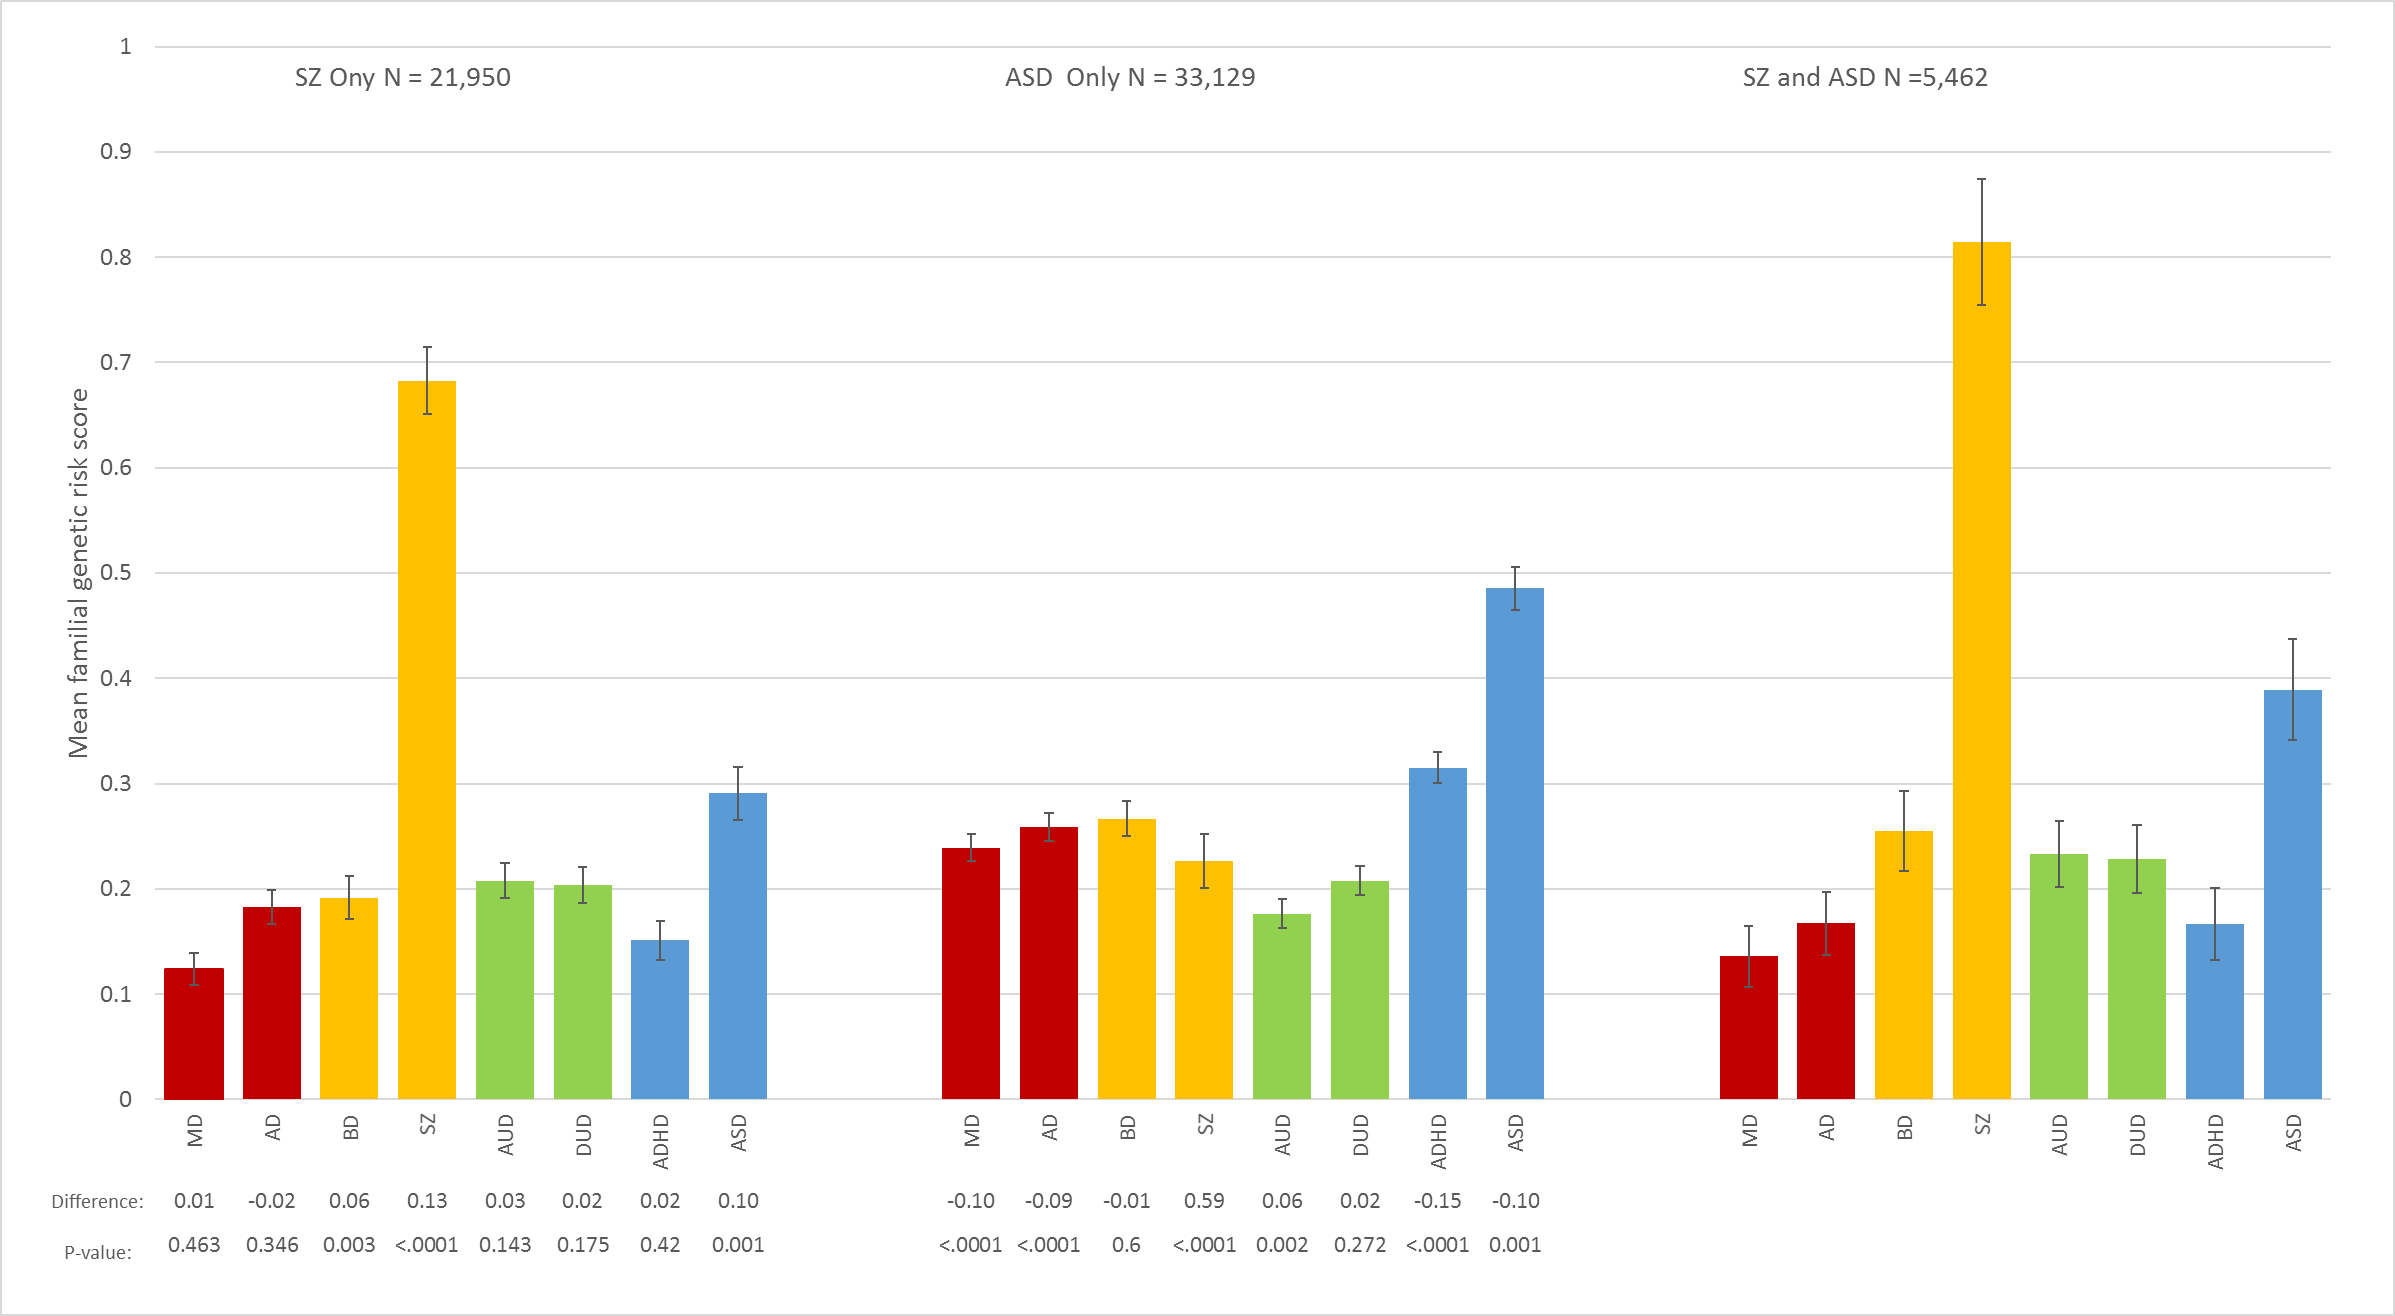 1
SZ Ony N = 21,950
ASD  Only N = 33,129
SZ and ASD N =5,462
0.9
0.8
0.7
0.6
0.5
0.4
0.3
0.2
0.1
0
Mean familial genetic risk score
MD AD BD SZ AUD DUD ADHD ASD MD AD BD SZ AUD DUD ADHD ASD MD AD BD SZ AUD DUD ADHD ASD
Difference: 0.01 -0.02 0.06 0.13 0.03 0.02 0.02 0.10 -0.10 -0.09 -0.01 0.59 0.06 0.02 -0.15 -0.10
P-value: 0.463 0.346 0.003 <.0001 0.143 0.175 0.42 0.001 <.0001 <.0001 0.6 <.0001 0.002 0.272 <.0001 0.001